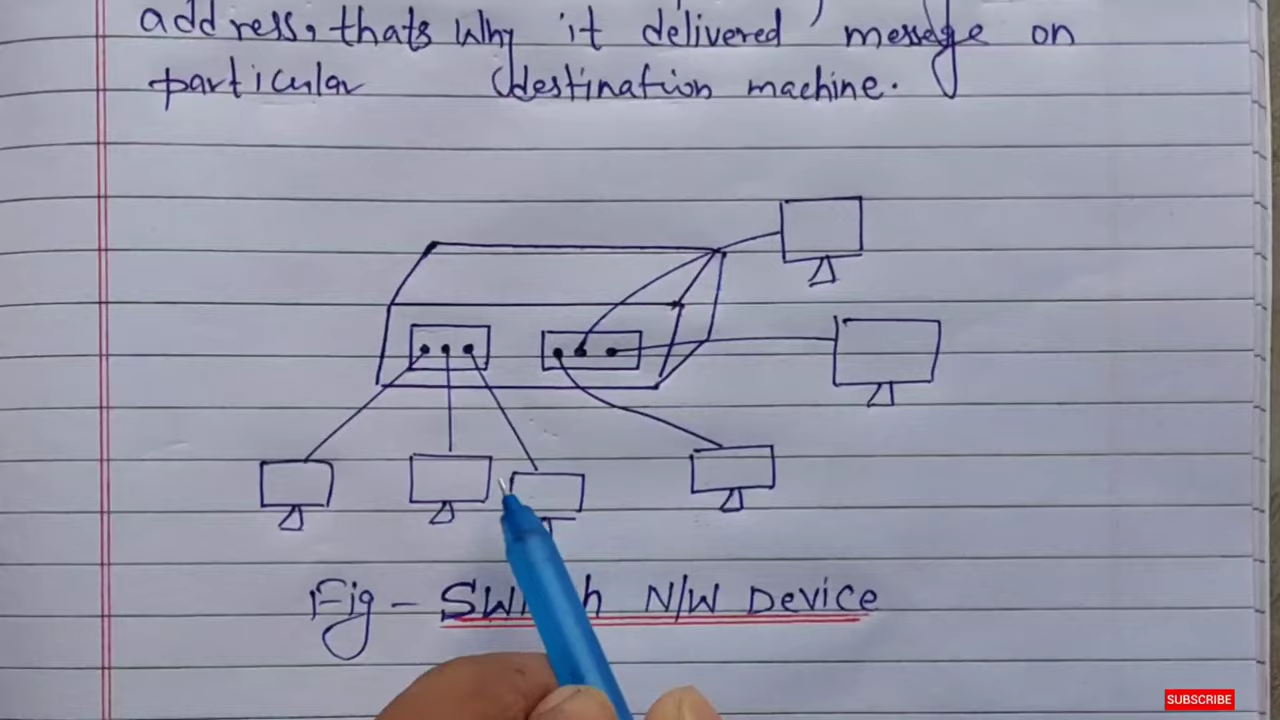 address, thats why it delivered message on
particular destination machine.
Fig - Switch N/W Device
SUBSCRIBE